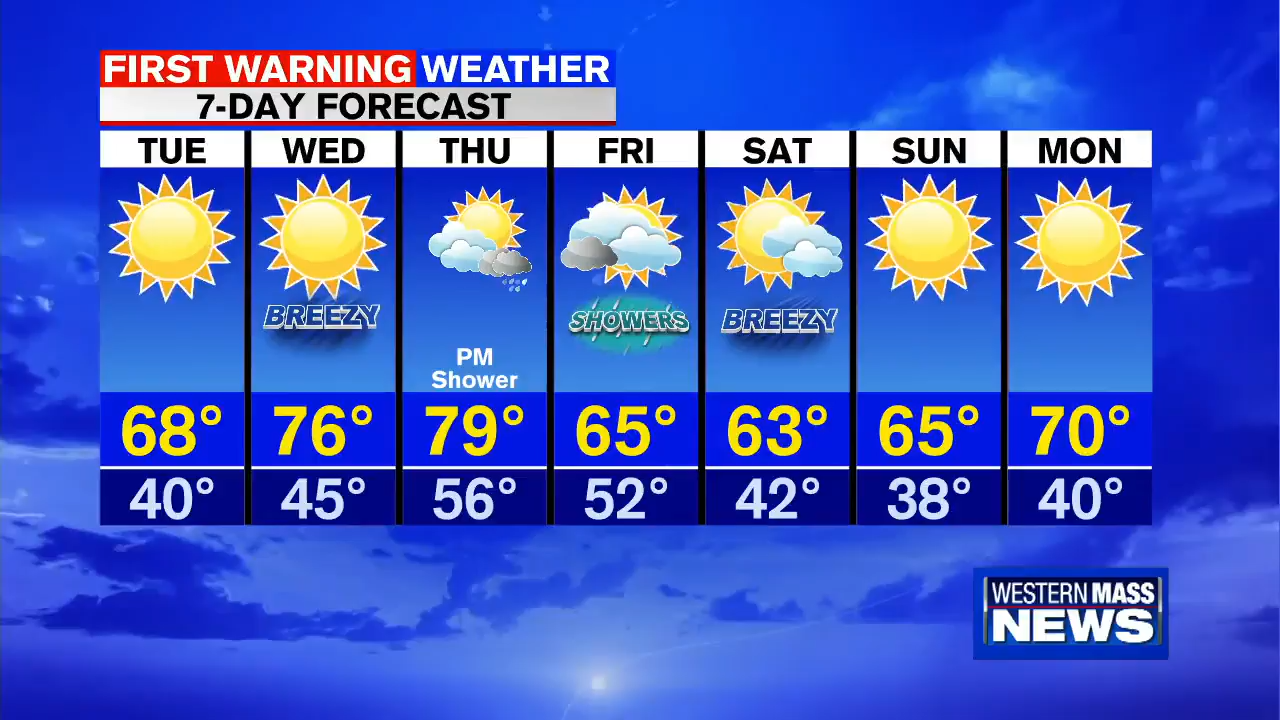 FIRST WARNING WEATHER
7-DAY FORECAST
TUE WED THU FRI SAT SUN MON
BREEZY SHOWERS BREEZY
PM
Shower
68° 76° 79° 65° 63° 65° 70°
40° 45° 56° 52° 42° 38° 40°
WESTERN MASS
NEWS